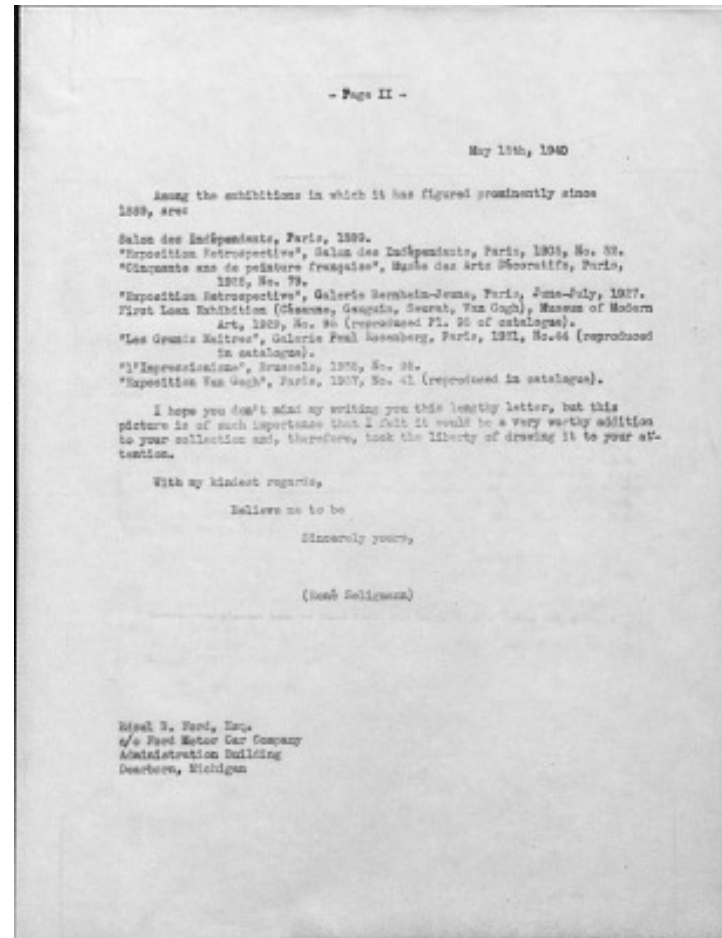 - Page II -
May 15th, 1940
Among the exhibitions in which it has figured prominently since
1889, are:
Salon des Indépendants, Paris, 1889.
"Exposition Retrospective", Salon des Indépendants, Paris, 1905, No.
"Cinquante ans de peinture française", Musée des Arts Décoratifs, Paris,
1925, No. 79.
"Exposition Retrospective", Galerie Bernheim-Jeune, Paris, June-July, 1927.
First Loan Exhibition (Cézanne, Gauguin, Seurat, Van Gogh), Museum of Modern
Art, 1929, No. (reproduced Pl. of catalogue).
"Les Grands Maitres", Galerie Paul Rosenberg, Paris, 1931, No.44 (reproduced
in catalogue).
"l'Impressionisme", Brussels, 1935, No.
"Exposition Van Gogh", Paris, 1937, No. 41 (reproduced in catalogue).
I hope you don't mind my writing you this lengthy letter, but this
picture is of such importance that I felt it would be a very worthy addition
to your collection and, therefore, took the liberty of drawing it to your at-
tention.
With my kindest regards,
Believe me to be
Sincerely yours,
(René Seligmann)
Edsel B. Ford, Esq.
c/o Ford Motor Car Company
Administration Building
Dearborn, Michigan